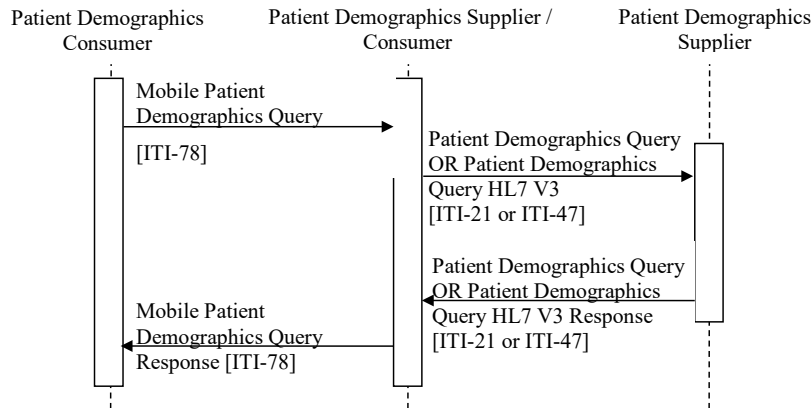 Patient Demographics
Consumer
Patient Demographics Supplier /
Consumer
Patient Demographics
Supplier
Mobile Patient
Demographics Query
[ITI-78]
Patient Demographics Query
OR Patient Demographics
Query HL7 V3
[ITI-21 or ITI-47]
Patient Demographics Query
OR Patient Demographics
Query HL7 V3 Response
[ITI-21 or ITI-47]
Mobile Patient
Demographics Query
Response [ITI-78]